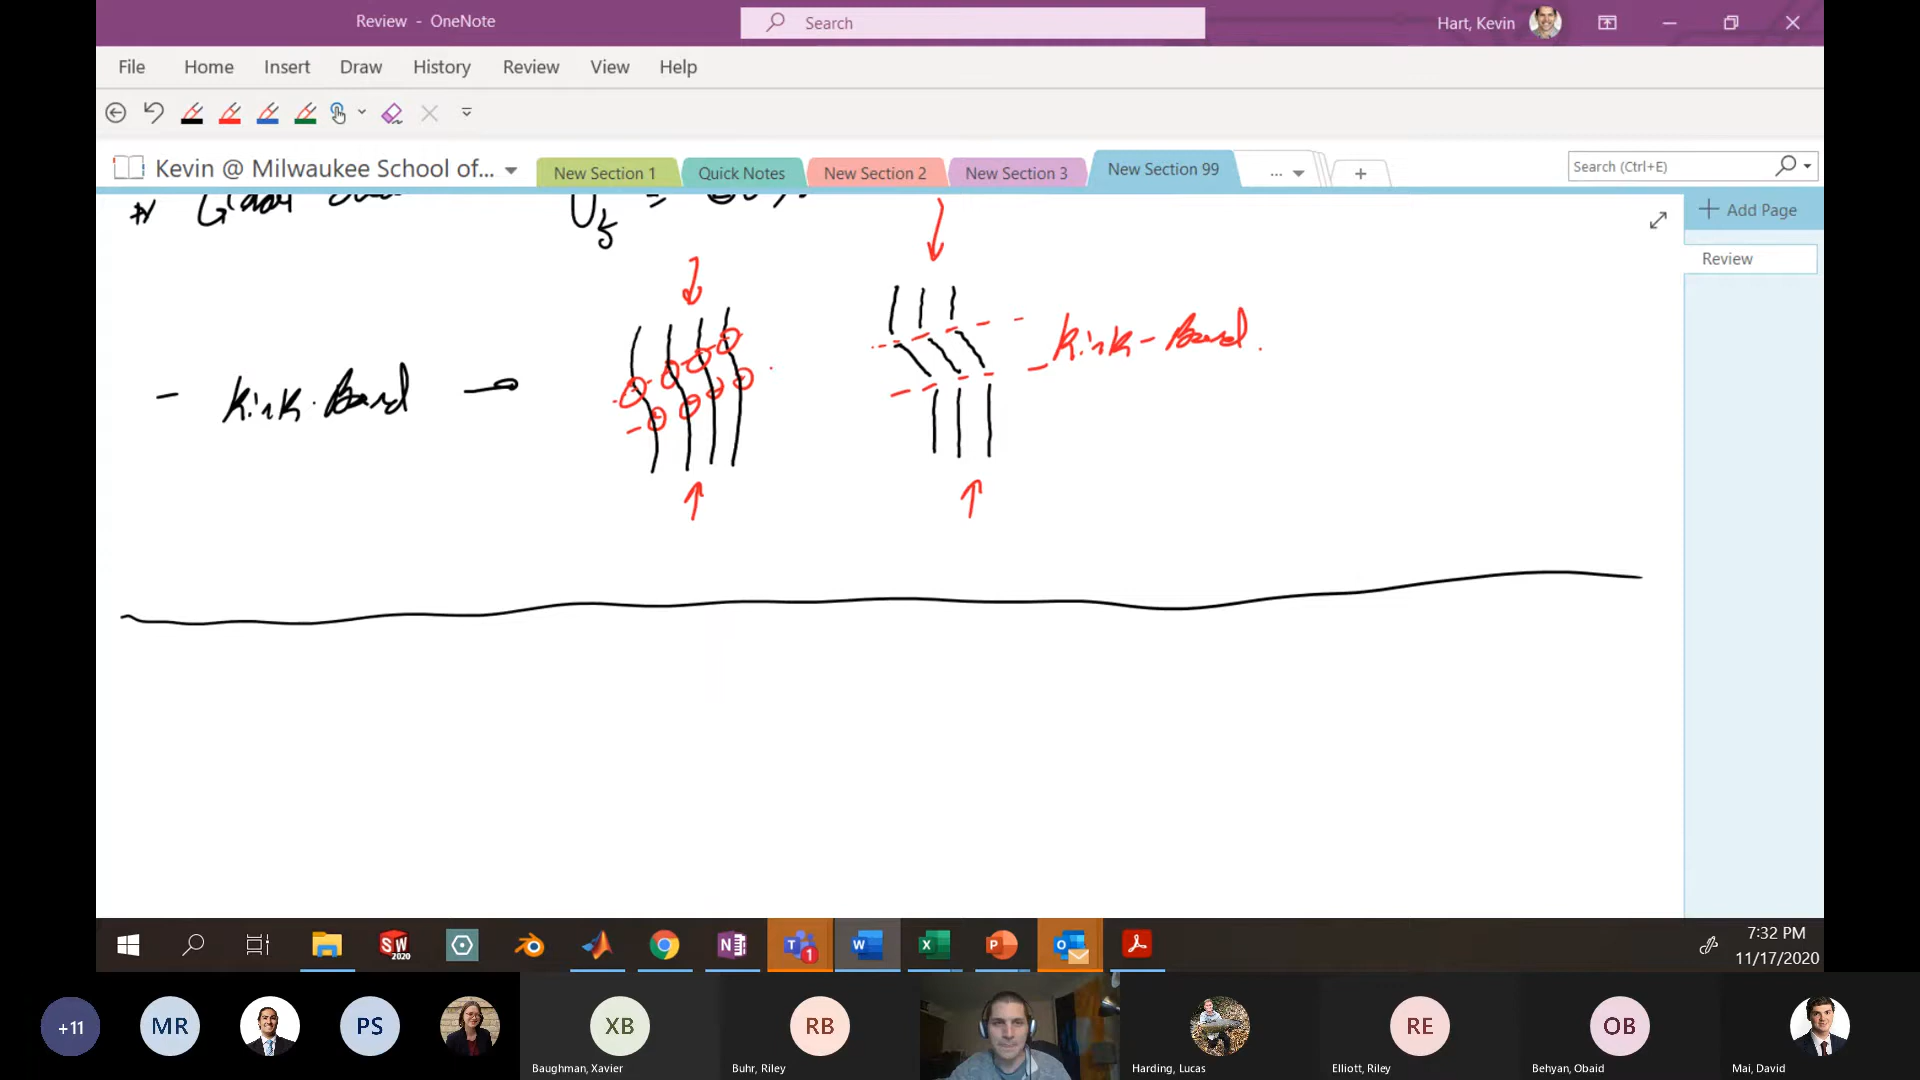 Review - OneNote
Search
Hart, Kevin
File Home Insert Draw History Review View Help
Kevin @ Milwaukee School of...
New Section 1
Quick Notes
New Section 2
New Section 3
New Section 99
...
+
Search (Ctrl+E)
Add Page
Review
- Kink-Band
Kink-Band.
SW
2020
1
7:32 PM
11/17/2020
+11
MR
PS
XB
RB
RE
OB
Baughman, Xavier
Buhr, Riley
Harding, Lucas
Elliott, Riley
Behyan, Obaid
Mai, David